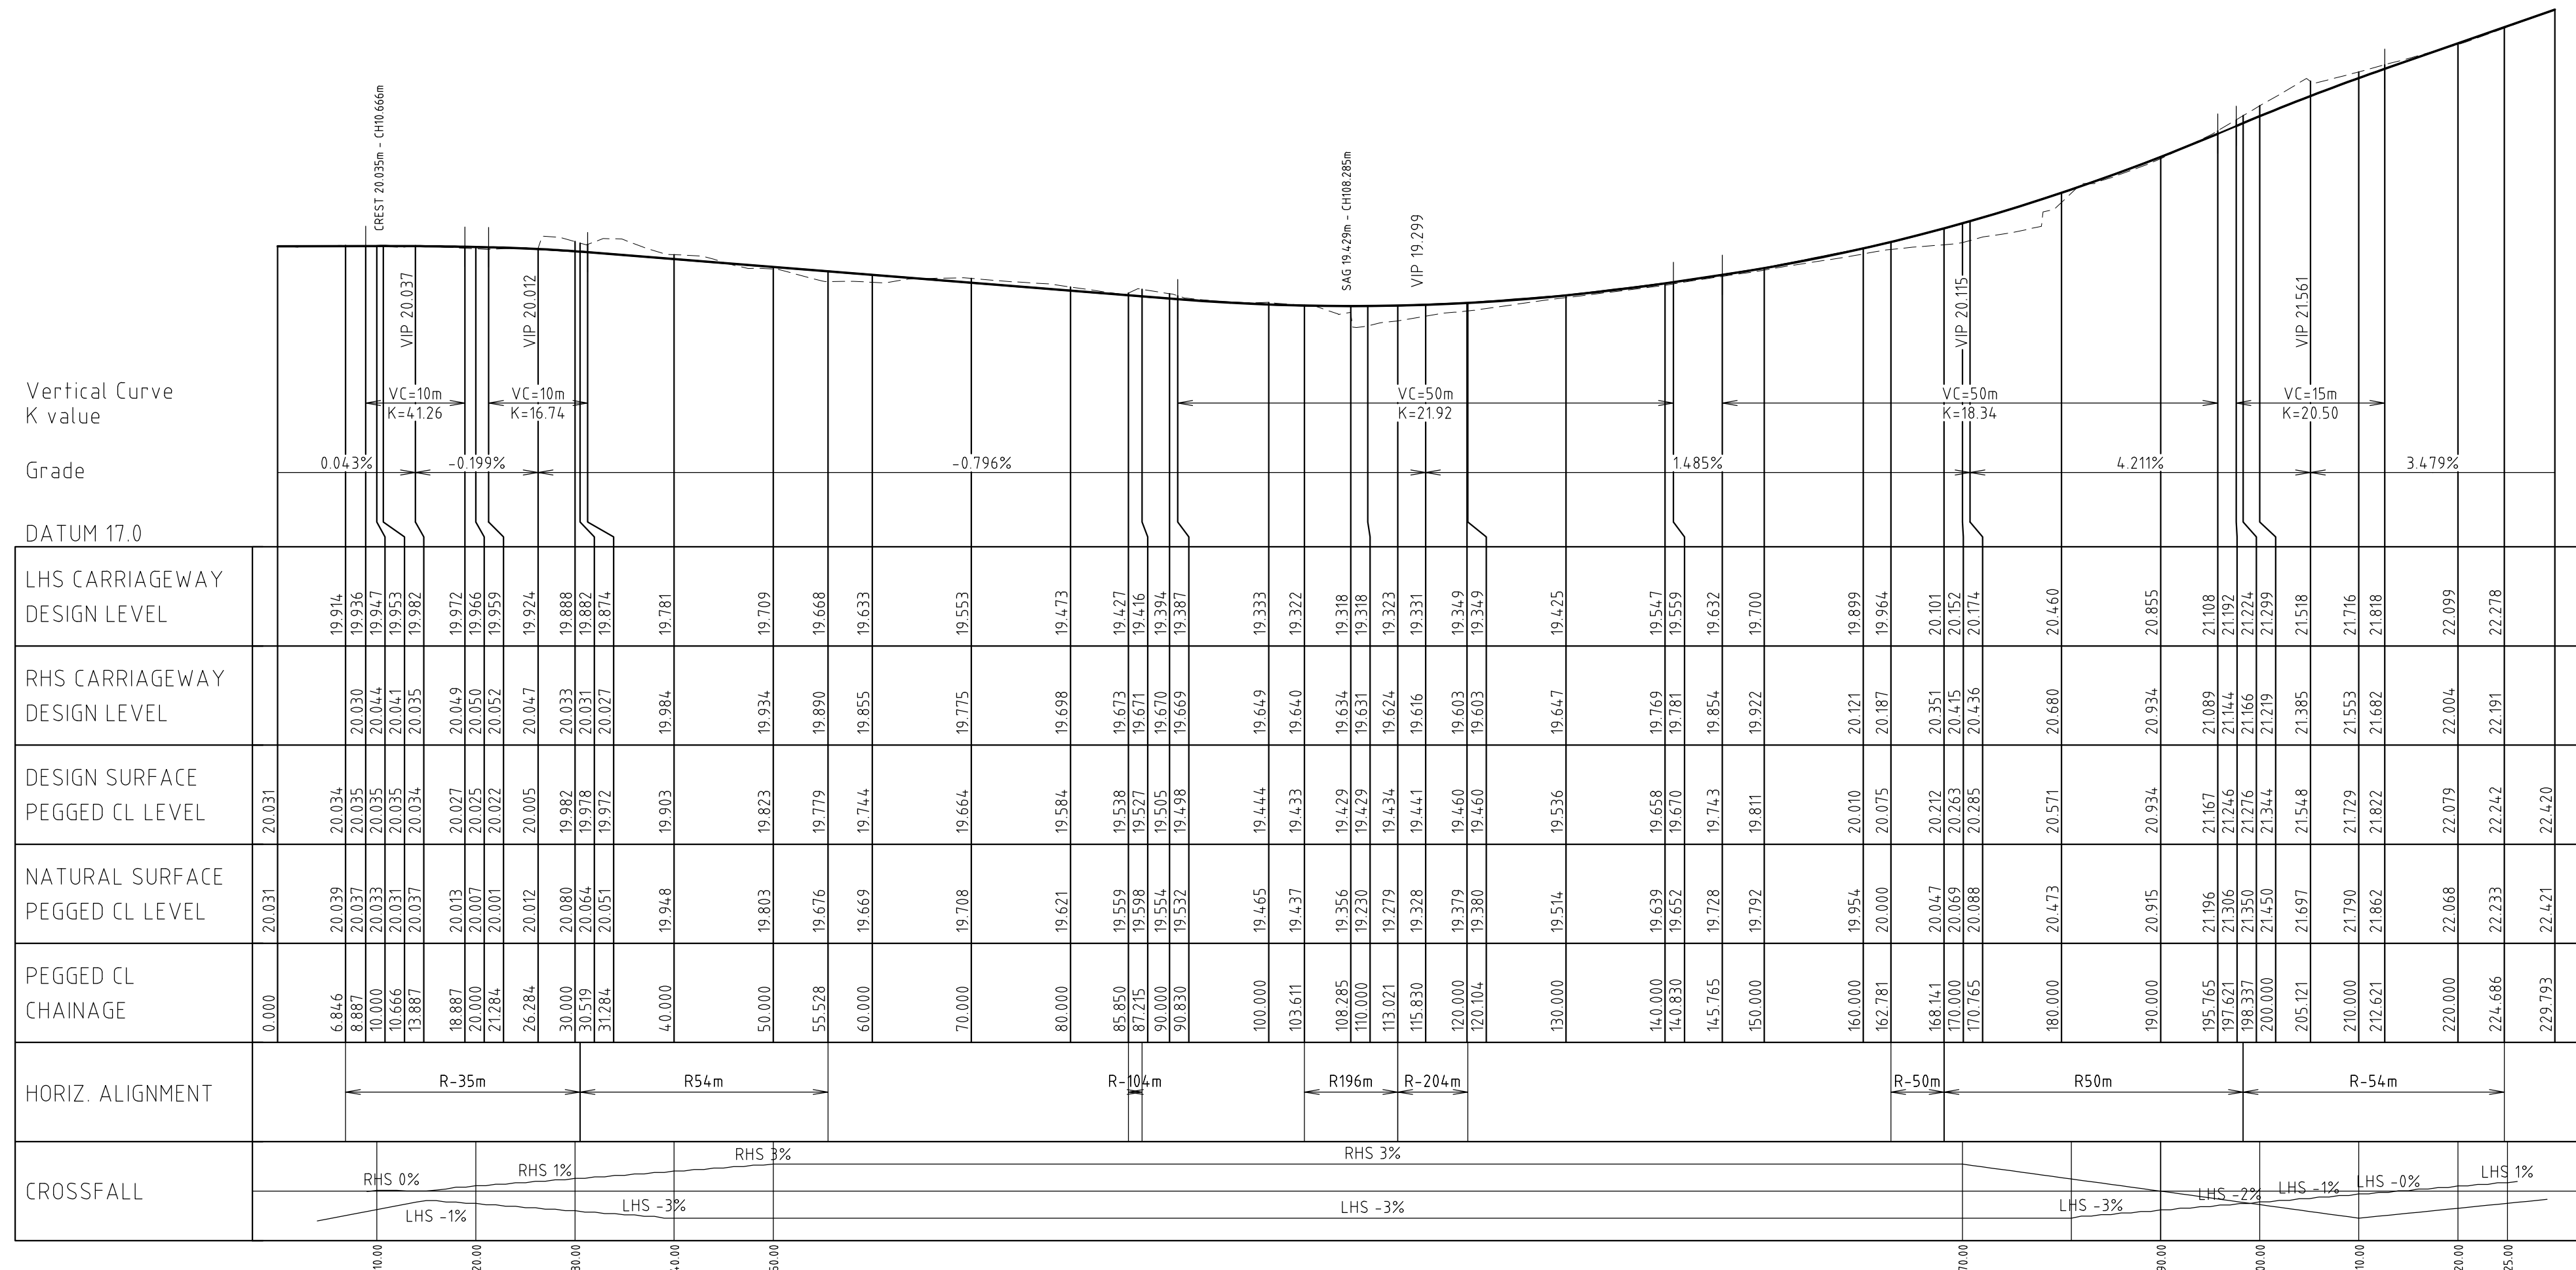 CREST 20.035m - CH10.666m
SAG 19.429m - CH108.285m
VIP 20.037
VIP 20.012
VIP 19.299
VIP 20.115
VIP 21.561
Vertical Curve
K value
VC=10m
K=41.26
VC=10m
K=16.74
VC=50m
K=21.92
VC=50m
K=18.34
VC=15m
K=20.50
Grade
0.043% -0.199% -0.796% 1.485% 4.211% 3.479%
DATUM 17.0
LHS CARRIAGEWAY
DESIGN LEVEL
19.914 19.936 19.947 19.953 19.982 19.972 19.966 19.959 19.924 19.888 19.882 19.874 19.781 19.709 19.668 19.633 19.553 19.473 19.427 19.416 19.394 19.387 19.333 19.322 19.318 19.318 19.323 19.331 19.349 19.349 19.425 19.547 19.559 19.632 19.700 19.899 19.964 20.101 20.152 20.174 20.460 20.855 21.108 21.192 21.224 21.299 21.518 21.716 21.818 22.099 22.278
RHS CARRIAGEWAY
DESIGN LEVEL
20.030 20.044 20.041 20.035 20.049 20.050 20.052 20.047 20.033 20.031 20.027 19.984 19.934 19.890 19.855 19.775 19.698 19.673 19.671 19.670 19.669 19.649 19.640 19.634 19.631 19.624 19.616 19.603 19.603 19.647 19.769 19.781 19.854 19.922 20.121 20.187 20.351 20.415 20.436 20.680 20.934 21.089 21.144 21.166 21.219 21.385 21.553 21.682 22.004 22.191
DESIGN SURFACE
PEGGED CL LEVEL
20.031 20.034 20.035 20.035 20.035 20.034 20.027 20.025 20.022 20.005 19.982 19.978 19.972 19.903 19.823 19.779 19.744 19.664 19.584 19.538 19.527 19.505 19.498 19.444 19.433 19.429 19.429 19.434 19.441 19.460 19.460 19.536 19.658 19.670 19.743 19.811 20.010 20.075 20.212 20.263 20.285 20.571 20.934 21.167 21.246 21.276 21.344 21.548 21.729 21.822 22.079 22.242 22.420
NATURAL SURFACE
PEGGED CL LEVEL
20.031 20.039 20.037 20.033 20.031 20.037 20.013 20.007 20.001 20.012 20.080 20.064 20.051 19.948 19.803 19.676 19.669 19.708 19.621 19.559 19.598 19.554 19.532 19.465 19.437 19.356 19.230 19.279 19.328 19.379 19.380 19.514 19.639 19.652 19.728 19.792 19.954 20.000 20.047 20.069 20.088 20.473 20.915 21.196 21.306 21.350 21.450 21.697 21.790 21.862 22.068 22.233 22.421
PEGGED CL
CHAINAGE
0.000 6.846 8.887 10.000 10.666 13.887 18.887 20.000 21.284 26.284 30.000 30.519 31.284 40.000 50.000 55.528 60.000 70.000 80.000 85.850 87.215 90.000 90.830 100.000 103.611 108.285 110.000 113.021 115.830 120.000 120.104 130.000 140.000 140.830 145.765 150.000 160.000 162.781 168.141 170.000 170.765 180.000 190.000 195.765 197.621 198.337 200.000 205.121 210.000 212.621 220.000 224.686 229.793
HORIZ. ALIGNMENT
R-35m R54m R-104m R196m R-204m R-50m R50m R-54m
CROSSFALL
RHS 0% RHS 1% RHS 3% RHS 3%
LHS -1% LHS -3% LHS -3% LHS -3% LHS -2% LHS -1% LHS -0% LHS 1%